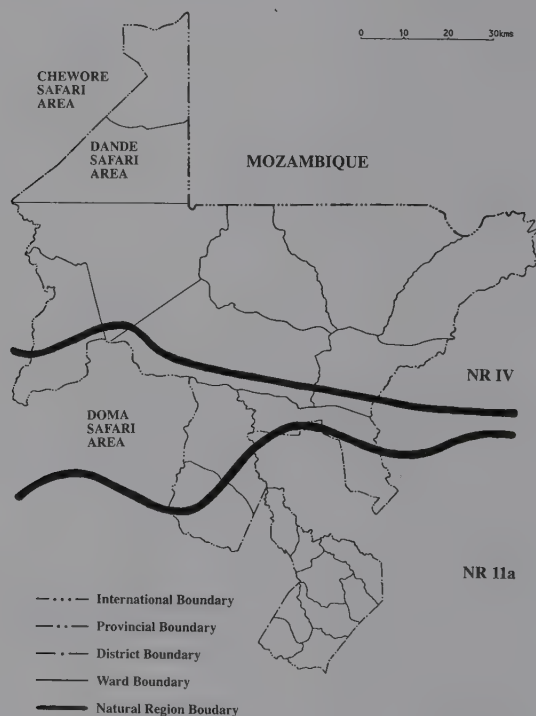 0 10 20 30kms
CHEWORE
SAFARI
AREA
DANDE
SAFARI
AREA
MOZAMBIQUE
NR IV
DOMA
SAFARI
AREA
NR 11a
International Boundary
Provincial Boundary
District Boundary
Ward Boundary
Natural Region Boudary